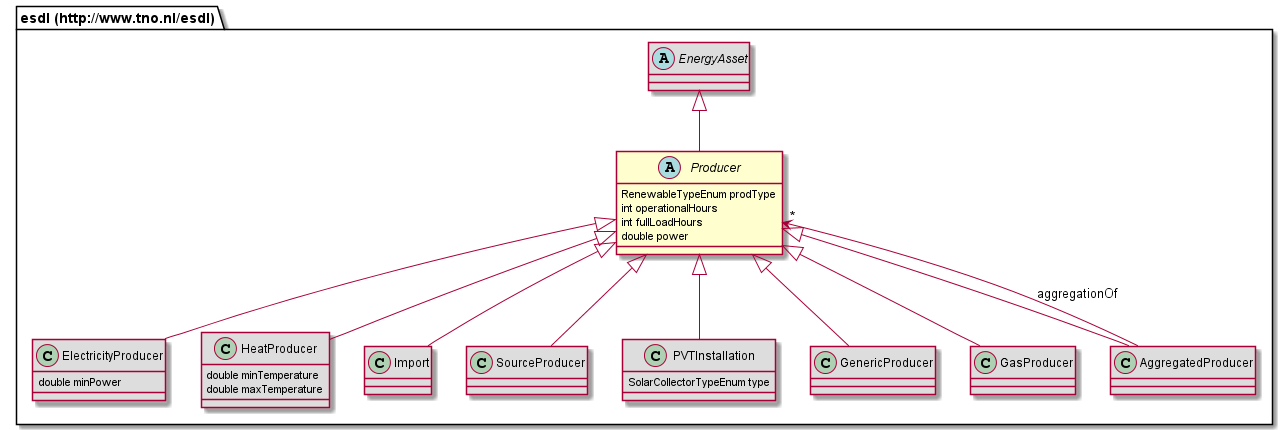 esdl (http://www.tno.nl/esdl)
A EnergyAsset
A Producer
RenewableTypeEnum prodType
int operationalHours
int fullLoadHours
double power
*
aggregationOf
C ElectricityProducer
double minPower
C HeatProducer
double minTemperature
double maxTemperature
C Import
C SourceProducer
C PVTInstallation
SolarCollectorTypeEnum type
C GenericProducer
C GasProducer
C AggregatedProducer